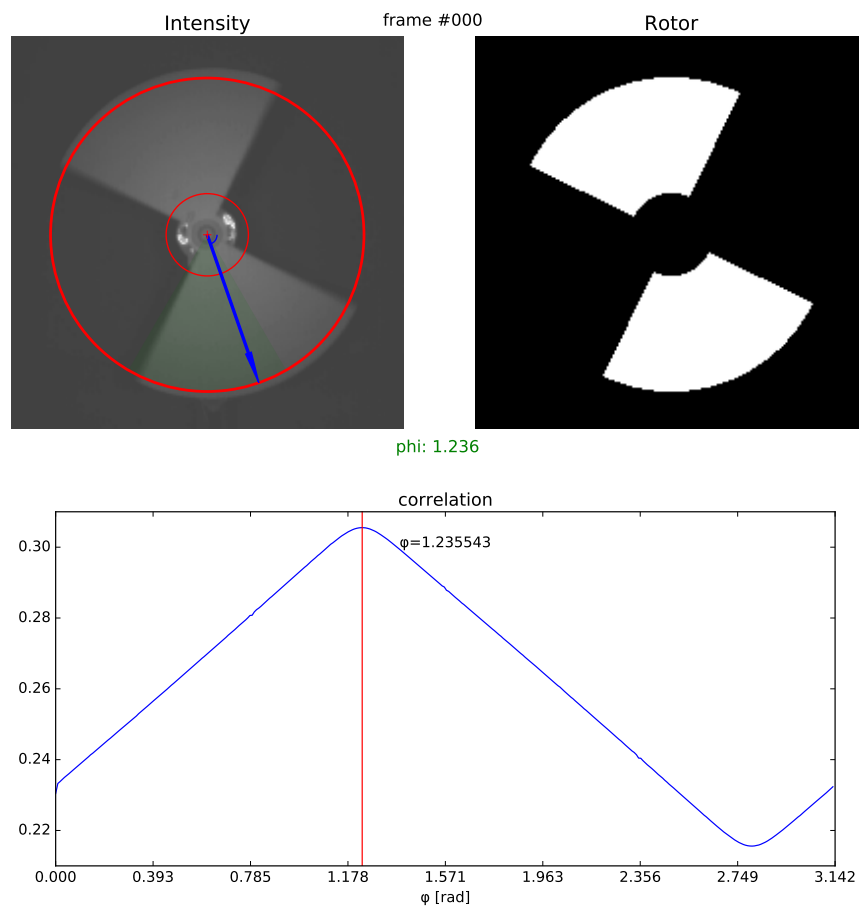 Intensity
frame #000
Rotor
phi: 1.236
correlation
φ=1.235543
0.30
0.28
0.26
0.24
0.22
0.000 0.393 0.785 1.178 1.571 1.963 2.356 2.749 3.142
φ [rad]